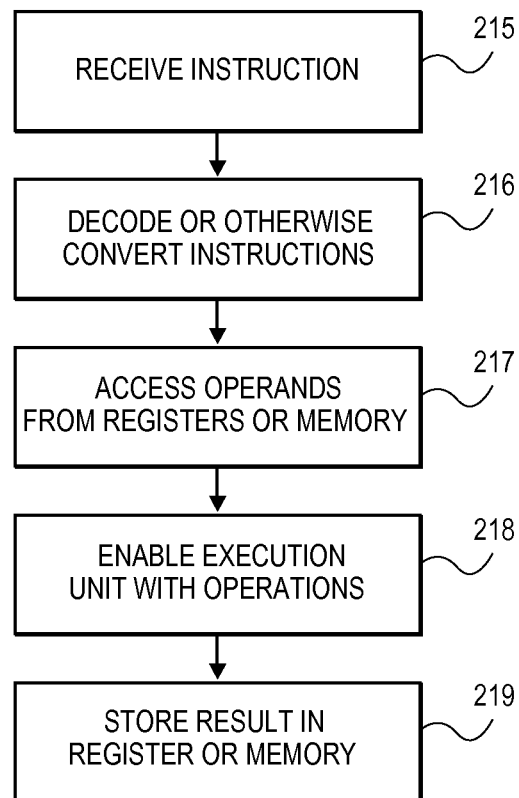 215
RECEIVE INSTRUCTION
216
DECODE OR OTHERWISE
CONVERT INSTRUCTIONS
217
ACCESS OPERANDS
FROM REGISTERS OR MEMORY
218
ENABLE EXECUTION
UNIT WITH OPERATIONS
219
STORE RESULT IN
REGISTER OR MEMORY